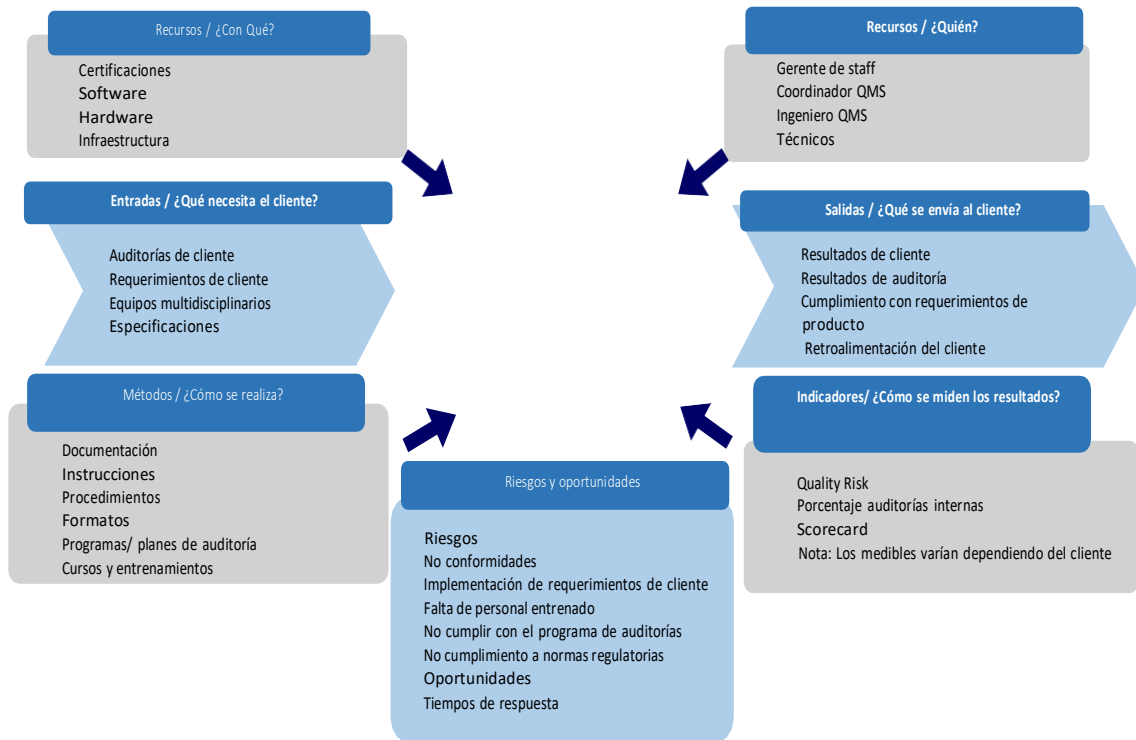 Recursos / ¿Con Qué?
Certificaciones
Software
Hardware
Infraestructura
Recursos / ¿Quién?
Gerente de staff
Coordinador QMS
Ingeniero QMS
Técnicos
Entradas / ¿Qué necesita el cliente?
Auditorías de cliente
Requerimientos de cliente
Equipos multidisciplinarios
Especificaciones
Salidas / ¿Qué se envía al cliente?
Resultados de cliente
Resultados de auditoría
Cumplimiento con requerimientos de
producto
Retroalimentación del cliente
Métodos / ¿Cómo se realiza?
Documentación
Instrucciones
Procedimientos
Formatos
Programas/ planes de auditoría
Cursos y entrenamientos
Riesgos y oportunidades
Riesgos
No conformidades
Implementación de requerimientos de cliente
Falta de personal entrenado
No cumplir con el programa de auditorías
No cumplimiento a normas regulatorias
Oportunidades
Tiempos de respuesta
Indicadores/ ¿Cómo se miden los resultados?
Quality Risk
Porcentaje auditorías internas
Scorecard
Nota: Los medibles varían dependiendo del cliente